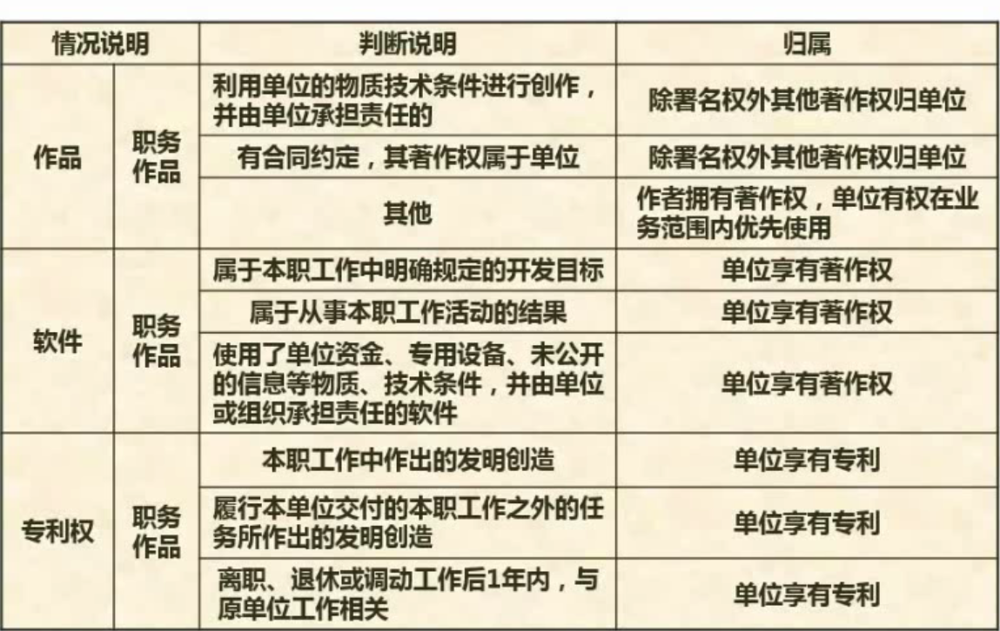 情况说明
判断说明
归属
作品
职务
作品
利用单位的物质技术条件进行创作，
并由单位承担责任的
除署名权外其他著作权归单位
有合同约定，其著作权属于单位
除署名权外其他著作权归单位
其他
作者拥有著作权，单位有权在业
务范围内优先使用
软件
职务
作品
属于本职工作中明确规定的开发目标
单位享有著作权
属于从事本职工作活动的结果
单位享有著作权
使用了单位资金、专用设备、未公开
的信息等物质、技术条件，并由单位
或组织承担责任的软件
单位享有著作权
专利权
职务
作品
本职工作中作出的发明创造
单位享有专利
履行本单位交付的本职工作之外的任
务所作出的发明创造
单位享有专利
离职、退休或调动工作后1年内，与
原单位工作相关
单位享有专利